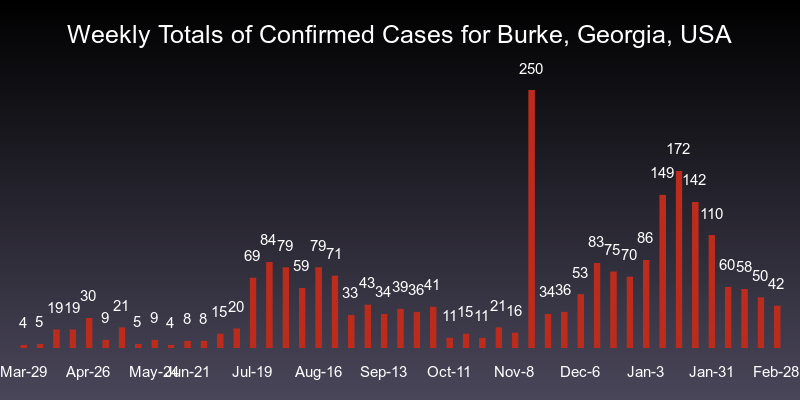 Weekly Totals of Confirmed Cases for Burke, Georgia, USA
4 5 19 19 30 9 21 5 9 4 8 8 15 20 69 84 79 59 79 71 33 43 34 39 36 41 11 15 11 21 16 250 34 36 53 83 75 70 86 149 172 142 110 60 58 50 42
Mar-29 Apr-26 May-24 Jun-21 Jul-19 Aug-16 Sep-13 Oct-11 Nov-8 Dec-6 Jan-3 Jan-31 Feb-28